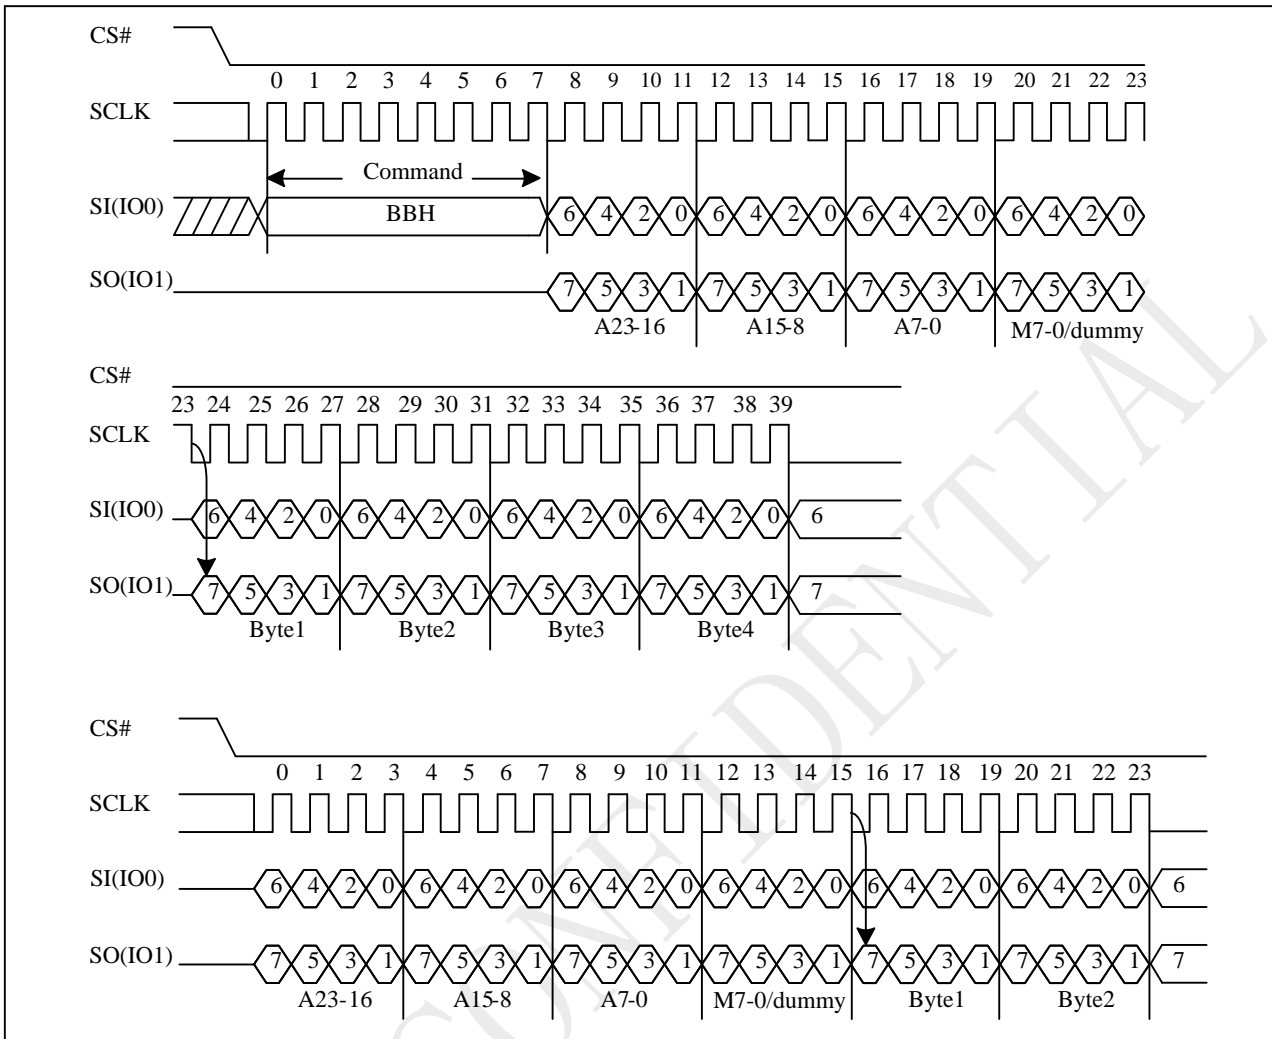 CS#
0 1 2 3 4 5 6 7 8 9 10 11 12 13 14 15 16 17 18 19 20 21 22 23
SCLK
Command
SI(IO0) BBH 6 4 2 0 6 4 2 0 6 4 2 0 6 4 2 0
SO(IO1) 7 5 3 1 7 5 3 1 7 5 3 1 7 5 3 1
A23-16 A15-8 A7-0 M7-0/dummy
CS#
23 24 25 26 27 28 29 30 31 32 33 34 35 36 37 38 39
SCLK
SI(IO0) 6 4 2 0 6 4 2 0 6 4 2 0 6 4 2 0 6
SO(IO1) 7 5 3 1 7 5 3 1 7 5 3 1 7 5 3 1 7
Byte1 Byte2 Byte3 Byte4
CS#
0 1 2 3 4 5 6 7 8 9 10 11 12 13 14 15 16 17 18 19 20 21 22 23
SCLK
SI(IO0) 6 4 2 0 6 4 2 0 6 4 2 0 6 4 2 0 6 4 2 0 6 4 2 0 6
SO(IO1) 7 5 3 1 7 5 3 1 7 5 3 1 7 5 3 1 7 5 3 1 7 5 3 1 7
A23-16 A15-8 A7-0 M7-0/dummy Byte1 Byte2
CONFIDENTIAL